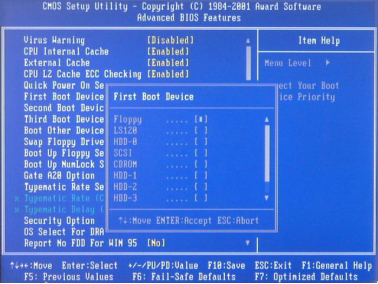 CMOS Setup Utility - Copyright (C) 1984-2001 Award Software
Advanced BIOS Features
Virus Warning [Disabled]
CPU Internal Cache [Enabled]
External Cache [Enabled]
CPU L2 Cache ECC Checking [Enabled]
Quick Power On Se
First Boot Device
Second Boot Devic
Third Boot Device
Boot Other Device
Swap Floppy Drive
Boot Up Floppy Se
Boot Up NumLock S
Gate A20 Option
Typematic Rate Se
x Typematic Rate (C
x Typematic Delay (
Security Option
OS Select For DRA
Report No FDD For WIN 95 [No]
First Boot Device
Floppy ..... [■]
LS120 ..... [ ]
HDD-0 ..... [ ]
SCSI ..... [ ]
CDROM ..... [ ]
HDD-1 ..... [ ]
HDD-2 ..... [ ]
HDD-3 ..... [ ]
↑↓:Move ENTER:Accept ESC:Abort
Item Help
Menu Level ▶
ect Your Boot
ice Priority
↑↓→←:Move Enter:Select +/-/PU/PD:Value F10:Save ESC:Exit F1:General Help
F5: Previous Values F6: Fail-Safe Defaults F7: Optimized Defaults